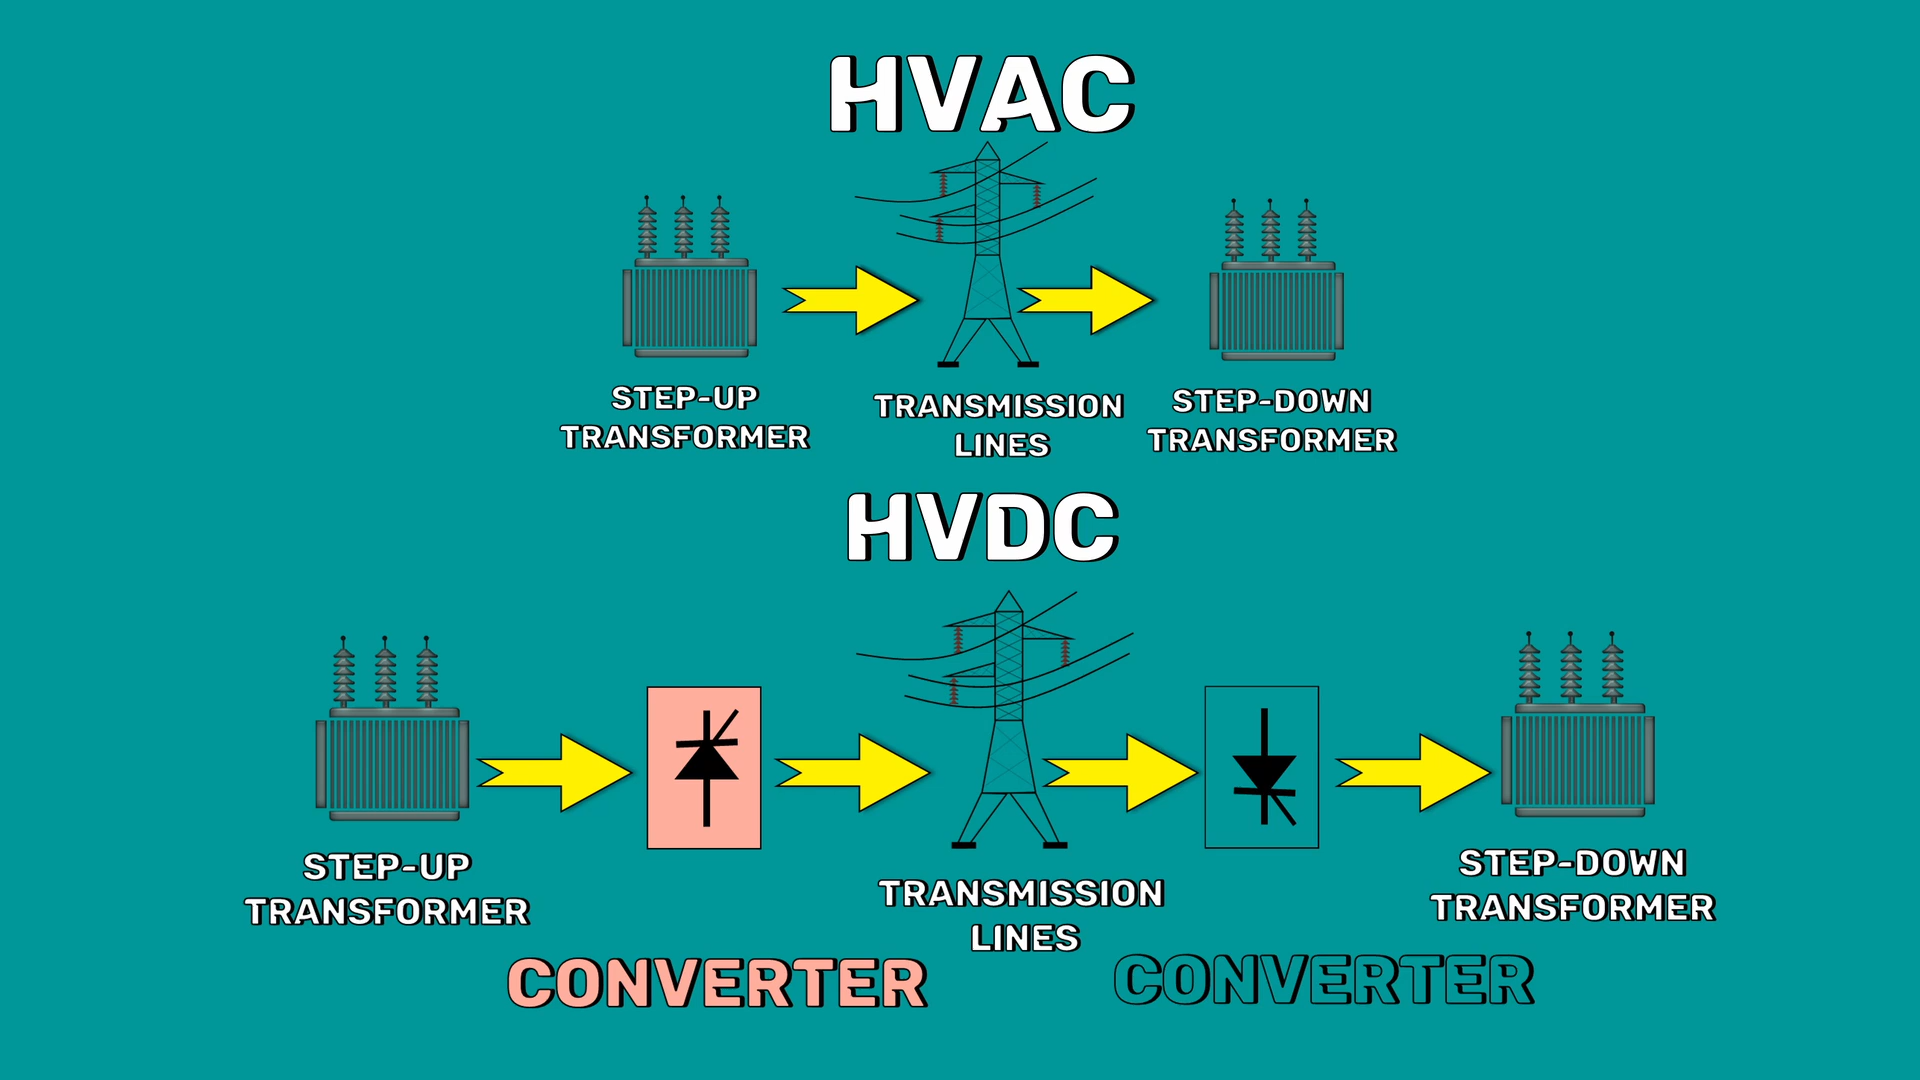 HVAC
STEP-UP
TRANSFORMER
TRANSMISSION
LINES
STEP-DOWN
TRANSFORMER
HVDC
STEP-UP
TRANSFORMER
CONVERTER
TRANSMISSION
LINES
CONVERTER
STEP-DOWN
TRANSFORMER